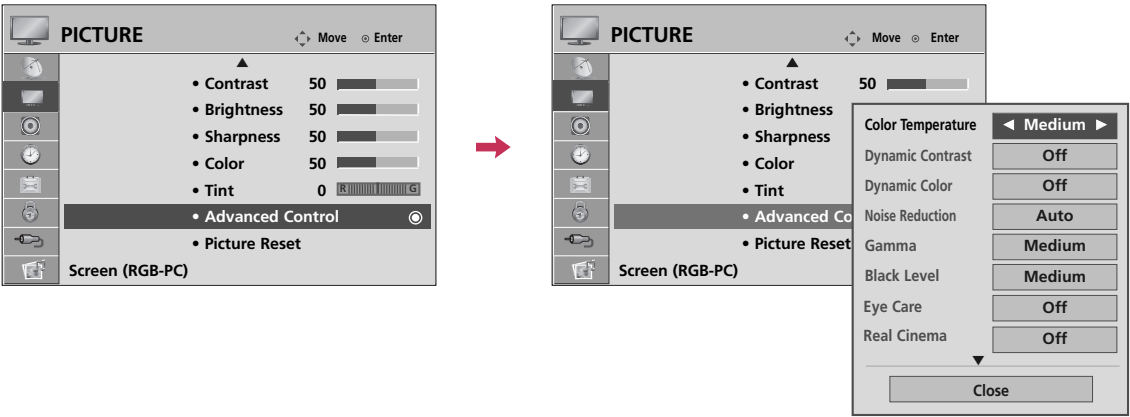 PICTURE
Move Enter
• Contrast 50
• Brightness 50
• Sharpness 50
• Color 50
• Tint 0 R G
• Advanced Control
• Picture Reset
Screen (RGB-PC)
PICTURE
Move Enter
• Contrast 50
• Brightness
• Sharpness
• Color
• Tint
• Advanced Co
• Picture Reset
Screen (RGB-PC)
Color Temperature ◀ Medium ▶
Dynamic Contrast Off
Dynamic Color Off
Noise Reduction Auto
Gamma Medium
Black Level Medium
Eye Care Off
Real Cinema Off
Close